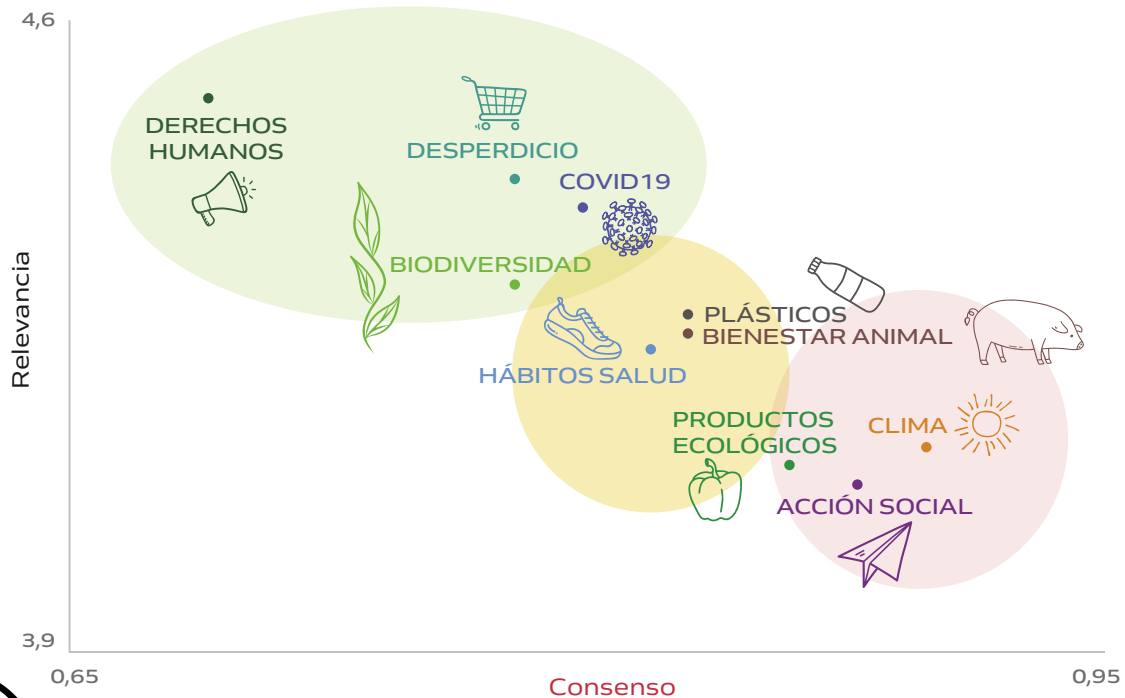 4,6
DERECHOS
HUMANOS
DESPERDICIO
COVID19
BIODIVERSIDAD
Relevancia
PLÁSTICOS
BIENESTAR ANIMAL
HÁBITOS SALUD
PRODUCTOS
ECOLÓGICOS
CLIMA
ACCIÓN SOCIAL
3,9
0,65
Consenso
0,95